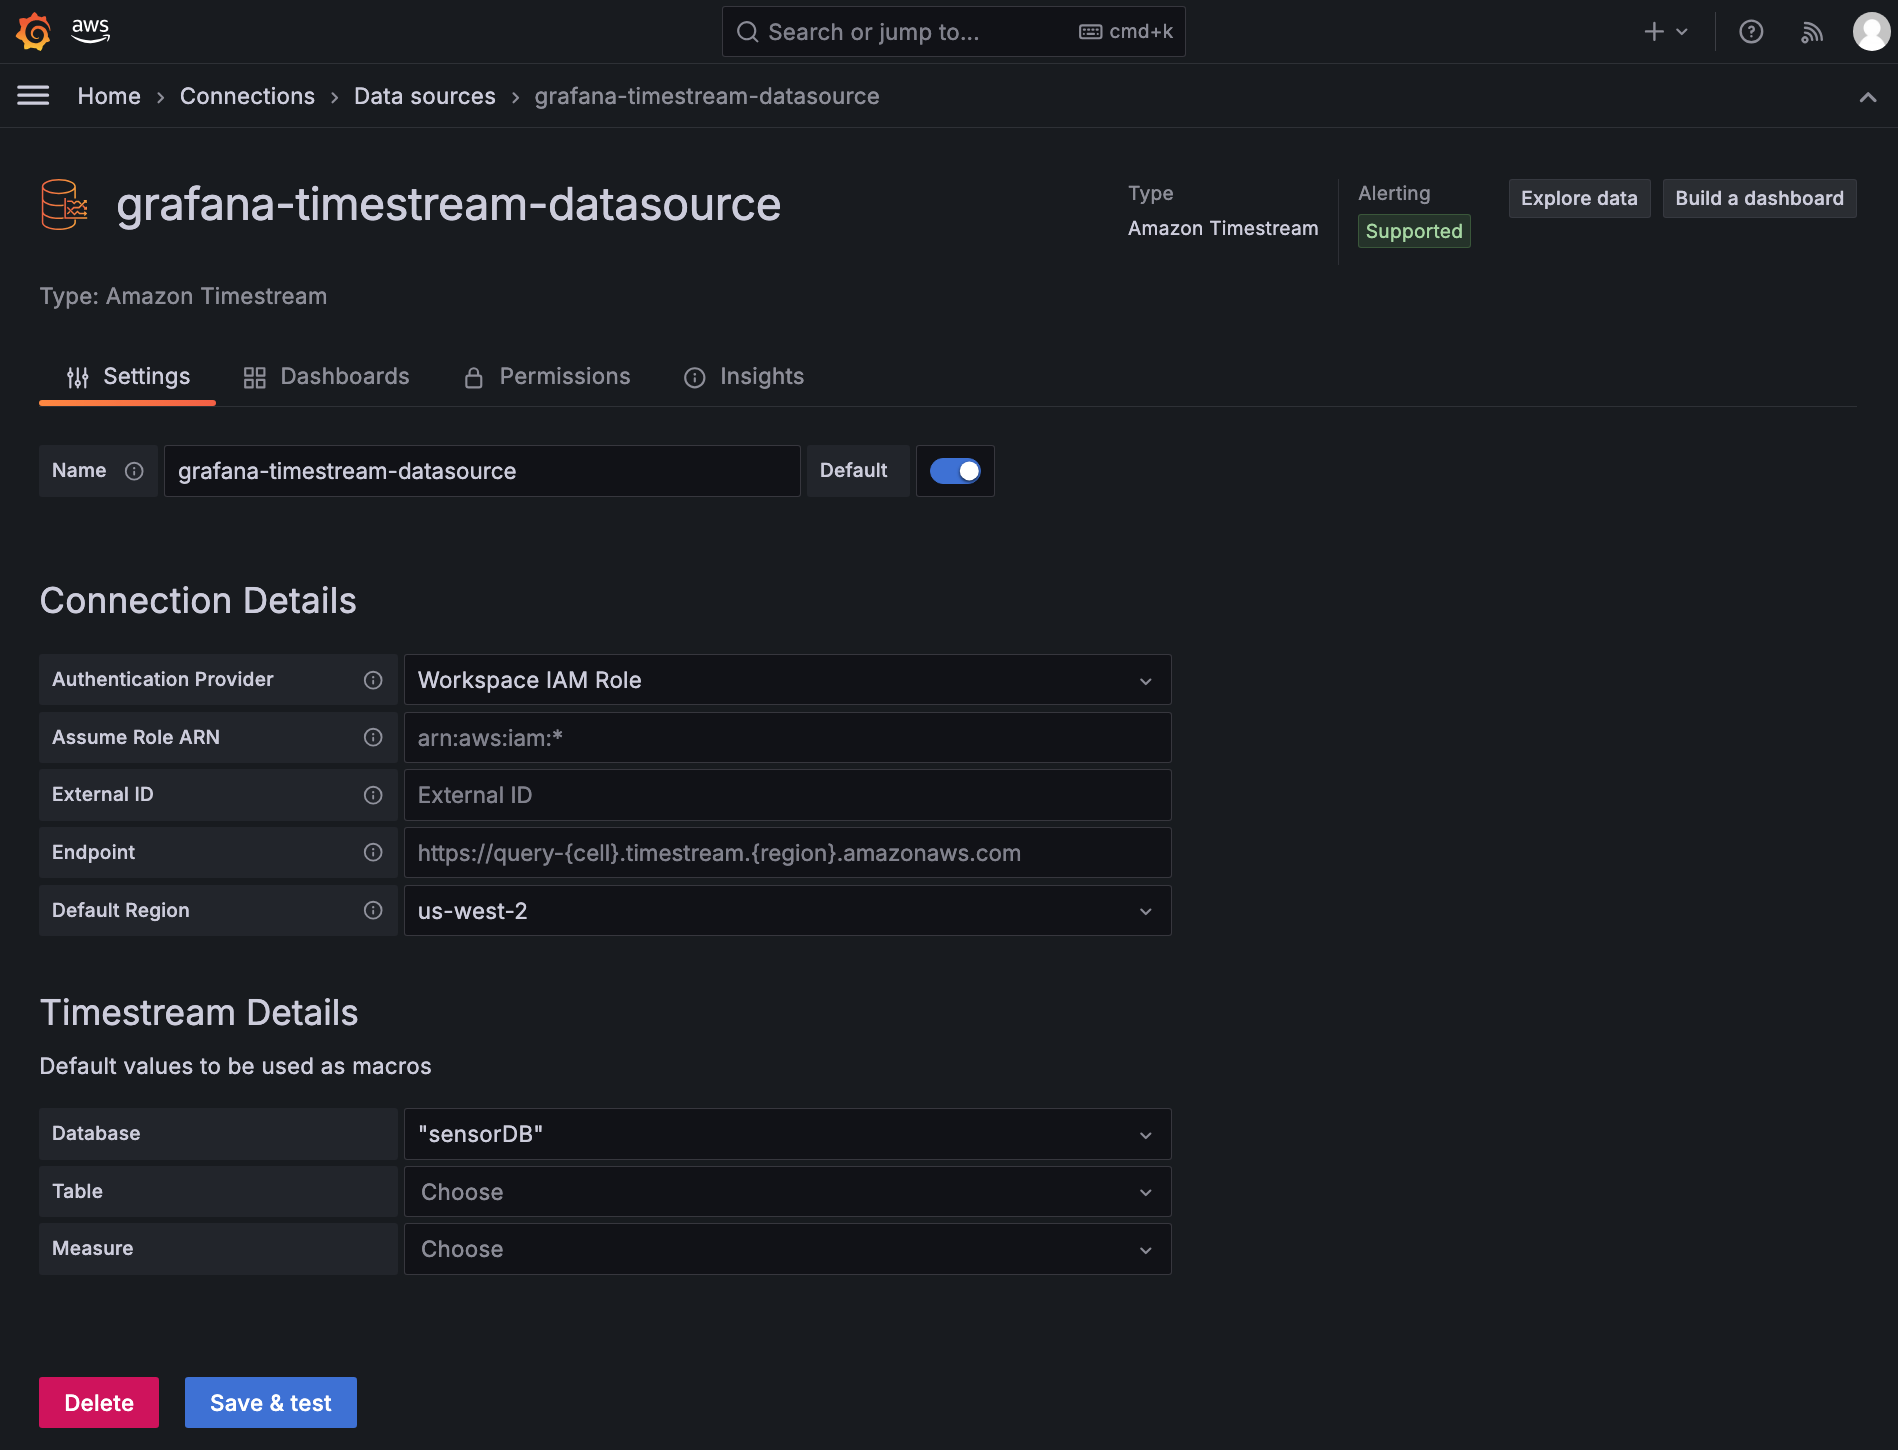 aws
Search or jump to...
cmd+k
Home › Connections › Data sources › grafana-timestream-datasource
grafana-timestream-datasource
Type
Amazon Timestream
Alerting
Supported
Explore data
Build a dashboard
Type: Amazon Timestream
Settings
Dashboards
Permissions
Insights
Name
grafana-timestream-datasource
Default
Connection Details
Authentication Provider
Workspace IAM Role
Assume Role ARN
arn:aws:iam:*
External ID
External ID
Endpoint
https://query-{cell}.timestream.{region}.amazonaws.com
Default Region
us-west-2
Timestream Details
Default values to be used as macros
Database
"sensorDB"
Table
Choose
Measure
Choose
Delete
Save & test